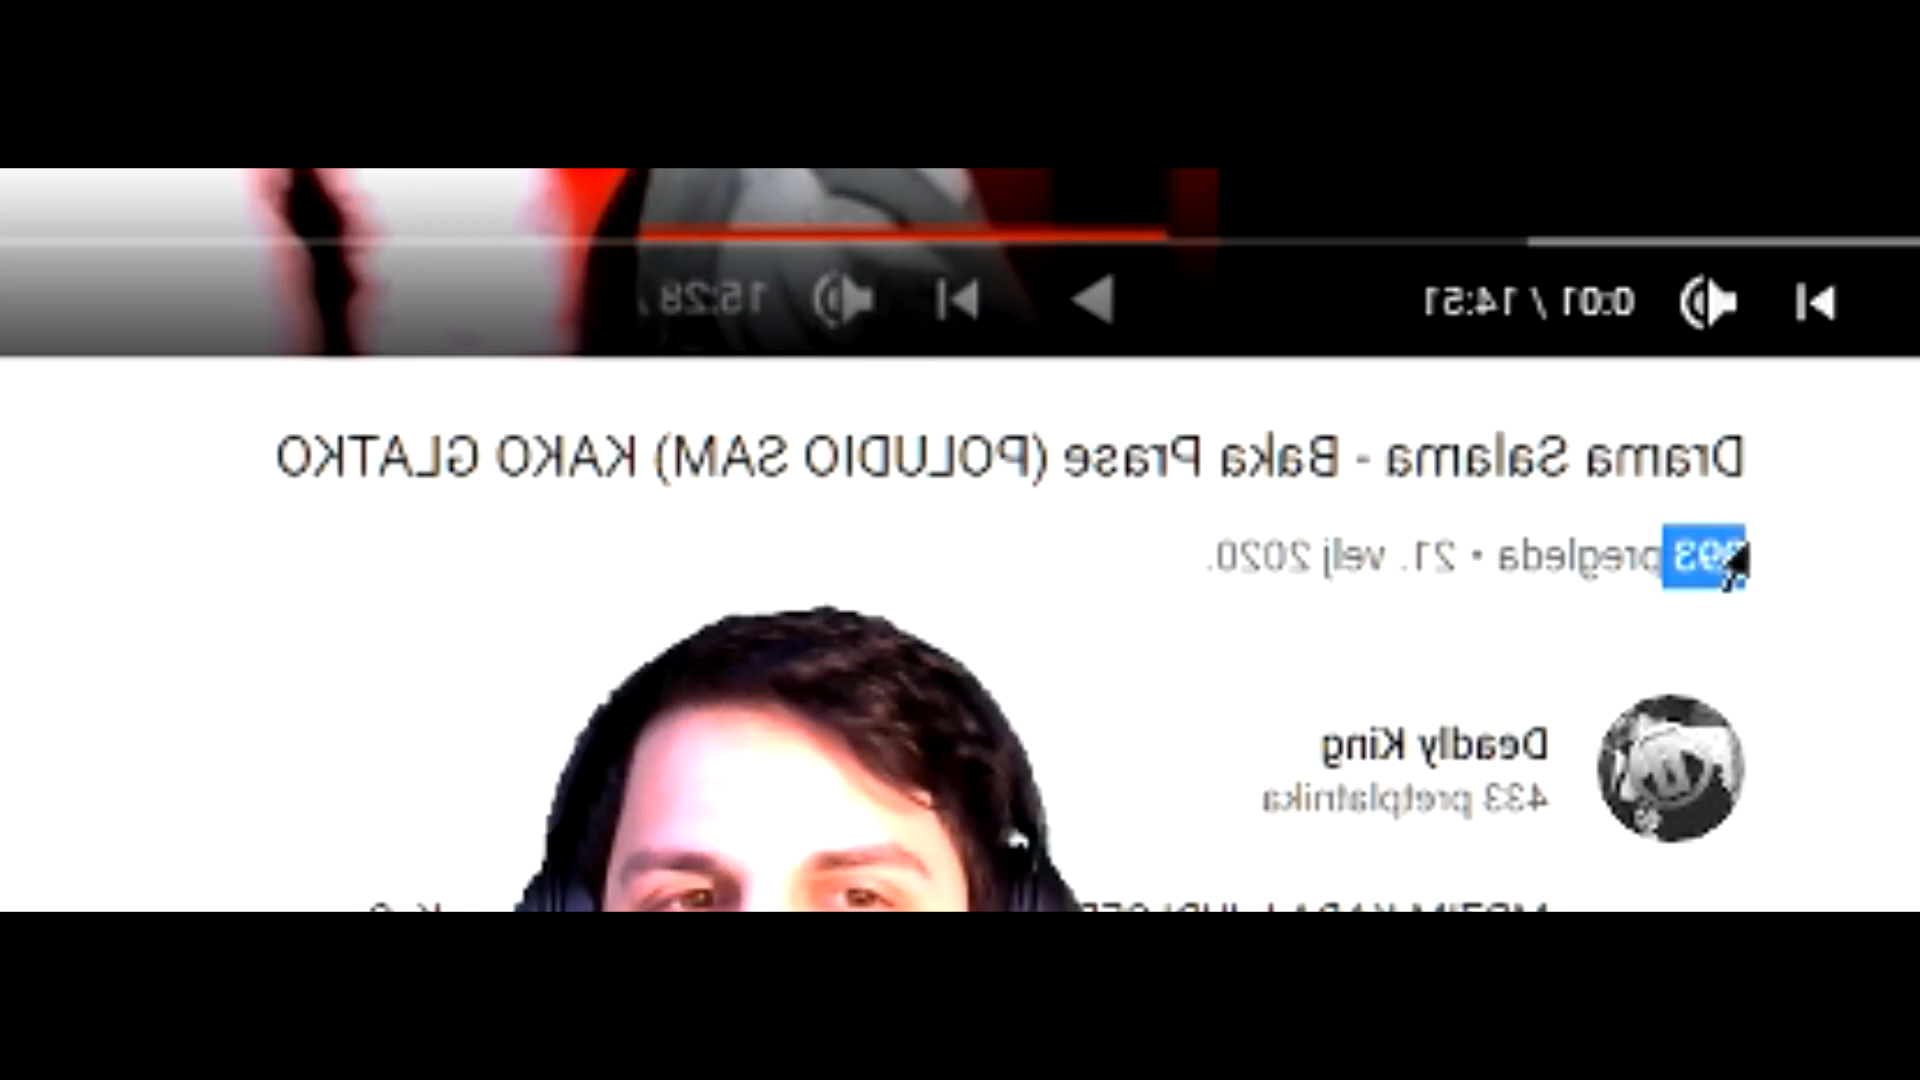 0:01 / 14:51
15:28 /
Drama Salama - Baka Prase (POLUDIO SAM) KAKO GLATKO
pregleda • 21. velj 2020.
Deadly King
433 pretplatnika